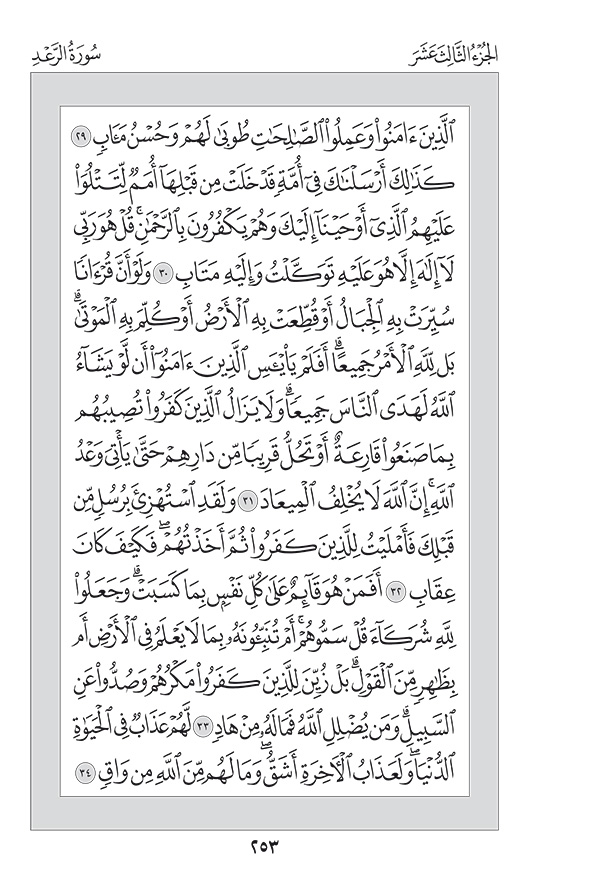 الجُزْءُ الثَّالِثَ عَشَرَ
سُورَةُ الرَّعْدِ
ٱلَّذِينَ ءَامَنُواْ وَعَمِلُواْ ٱلصَّٰلِحَٰتِ طُوبَىٰ لَهُمۡ وَحُسۡنُ مَـَٔابٖ ٢٩
كَذَٰلِكَ أَرۡسَلۡنَٰكَ فِيٓ أُمَّةٖ قَدۡ خَلَتۡ مِن قَبۡلِهَآ أُمَمٞ لِّتَتۡلُوَاْ
عَلَيۡهِمُ ٱلَّذِيٓ أَوۡحَيۡنَآ إِلَيۡكَ وَهُمۡ يَكۡفُرُونَ بِٱلرَّحۡمَٰنِۚ قُلۡ هُوَ رَبِّي
لَآ إِلَٰهَ إِلَّا هُوَ عَلَيۡهِ تَوَكَّلۡتُ وَإِلَيۡهِ مَتَابِ ٣٠ وَلَوۡ أَنَّ قُرۡءَانٗا
سُيِّرَتۡ بِهِ ٱلۡجِبَالُ أَوۡ قُطِّعَتۡ بِهِ ٱلۡأَرۡضُ أَوۡ كُلِّمَ بِهِ ٱلۡمَوۡتَىٰۗ
بَل لِّلَّهِ ٱلۡأَمۡرُ جَمِيعًاۗ أَفَلَمۡ يَاْيۡـَٔسِ ٱلَّذِينَ ءَامَنُوٓاْ أَن لَّوۡ يَشَآءُ
ٱللَّهُ لَهَدَى ٱلنَّاسَ جَمِيعٗاۗ وَلَا يَزَالُ ٱلَّذِينَ كَفَرُواْ تُصِيبُهُم
بِمَا صَنَعُواْ قَارِعَةٌ أَوۡ تَحُلُّ قَرِيبٗا مِّن دَارِهِمۡ حَتَّىٰ يَأۡتِيَ وَعۡدُ
ٱللَّهِۚ إِنَّ ٱللَّهَ لَا يُخۡلِفُ ٱلۡمِيعَادَ ٣١ وَلَقَدِ ٱسۡتُهۡزِئَ بِرُسُلٖ مِّن
قَبۡلِكَ فَأَمۡلَيۡتُ لِلَّذِينَ كَفَرُواْ ثُمَّ أَخَذۡتُهُمۡۖ فَكَيۡفَ كَانَ
عِقَابِ ٣٢ أَفَمَنۡ هُوَ قَآئِمٌ عَلَىٰ كُلِّ نَفۡسِۭ بِمَا كَسَبَتۡۗ وَجَعَلُواْ
لِلَّهِ شُرَكَآءَ قُلۡ سَمُّوهُمۡۚ أَمۡ تُنَبِّـُٔونَهُۥ بِمَا لَا يَعۡلَمُ فِي ٱلۡأَرۡضِ أَم
بِظَٰهِرٖ مِّنَ ٱلۡقَوۡلِۗ بَلۡ زُيِّنَ لِلَّذِينَ كَفَرُواْ مَكۡرُهُمۡ وَصُدُّواْ عَنِ
ٱلسَّبِيلِۗ وَمَن يُضۡلِلِ ٱللَّهُ فَمَا لَهُۥ مِنۡ هَادٖ ٣٣ لَّهُمۡ عَذَابٞ فِي ٱلۡحَيَوٰةِ
ٱلدُّنۡيَاۖ وَلَعَذَابُ ٱلۡأٓخِرَةِ أَشَقُّۖ وَمَا لَهُم مِّنَ ٱللَّهِ مِن وَاقٖ ٣٤
٢٥٣